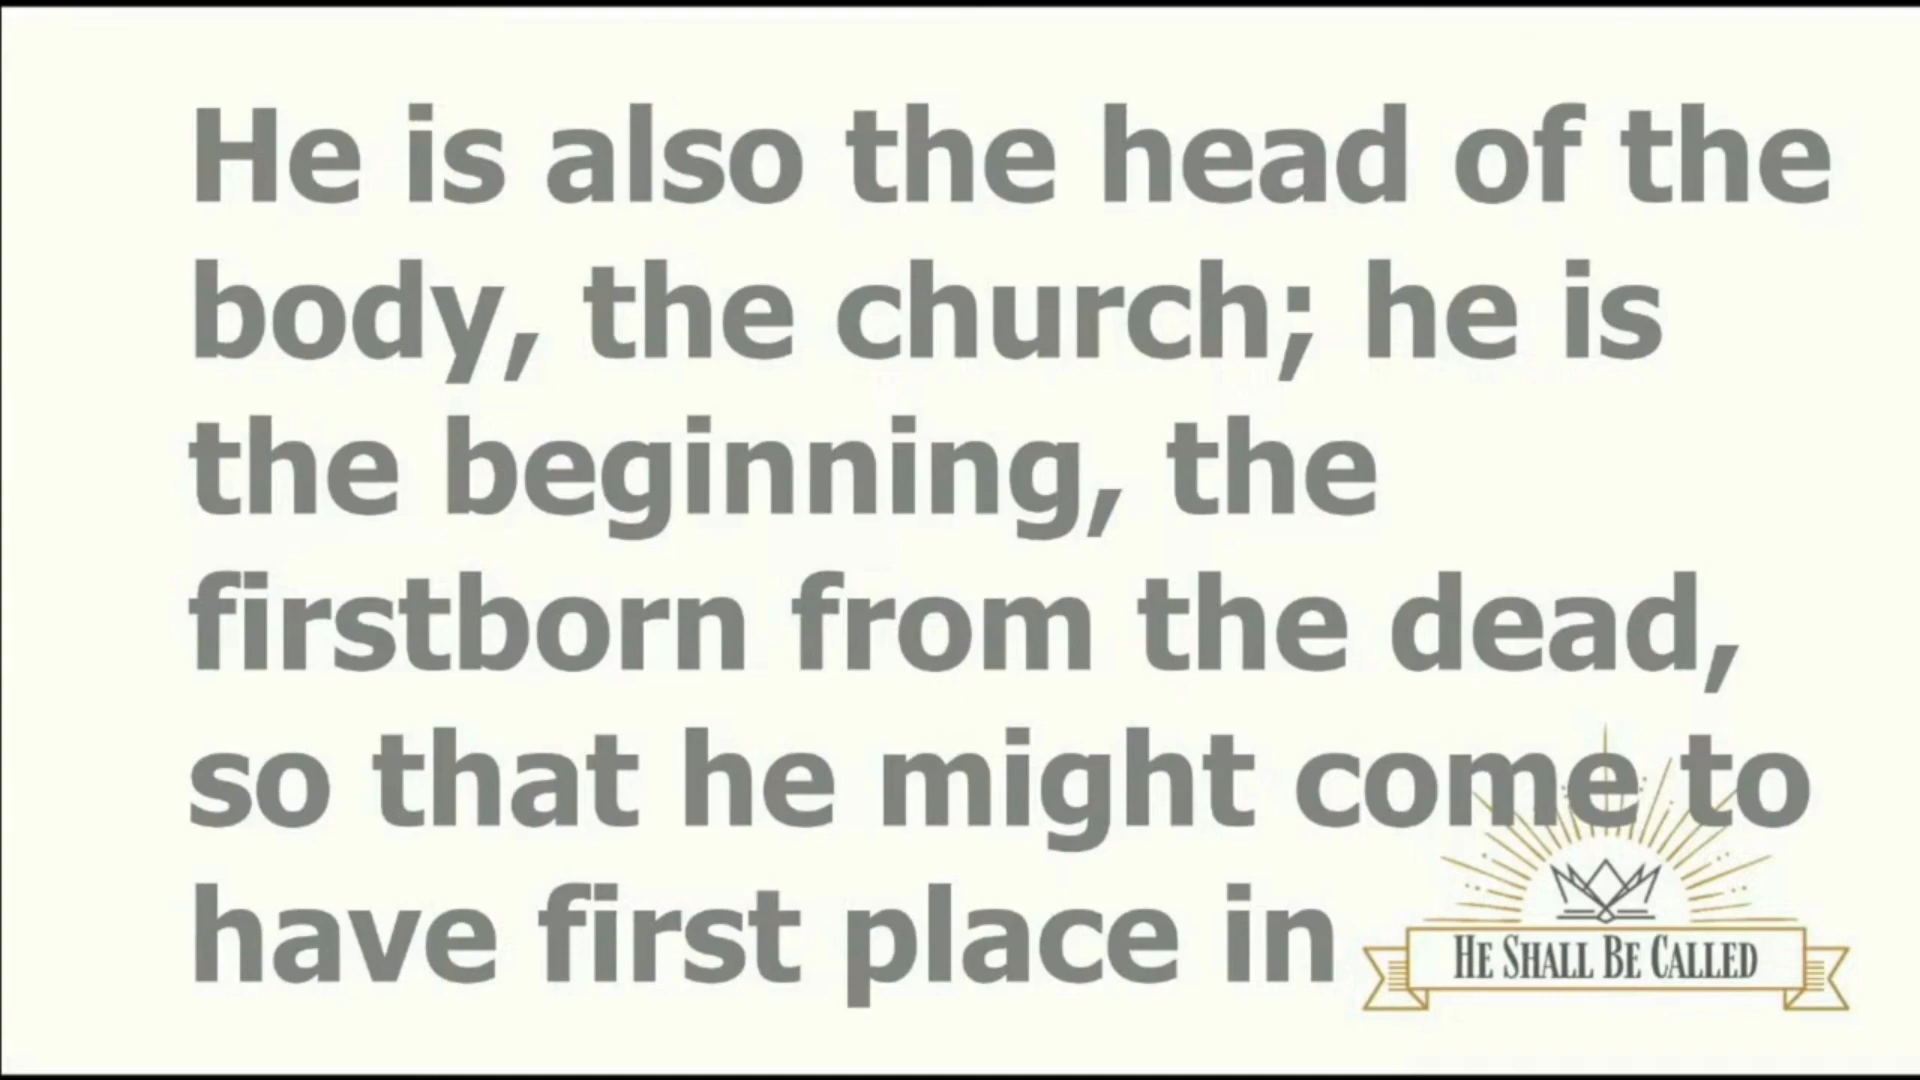 He is also the head of the
body, the church; he is
the beginning, the
firstborn from the dead,
so that he might come to
have first place in
HE SHALL BE CALLED